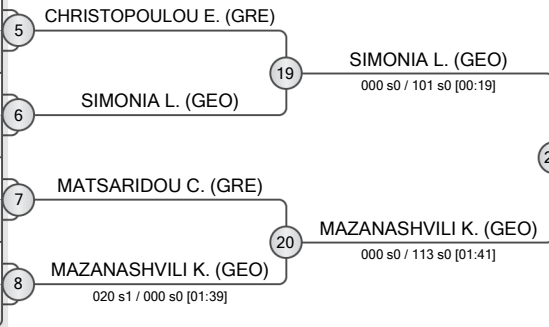 CHRISTOPOULOU E. (GRE)
5
19
SIMONIA L. (GEO)
000 s0 / 101 s0 [00:19]
SIMONIA L. (GEO)
6
MATSARIDOU C. (GRE)
7
20
MAZANASHVILI K. (GEO)
000 s0 / 113 s0 [01:41]
MAZANASHVILI K. (GEO)
8
020 s1 / 000 s0 [01:39]